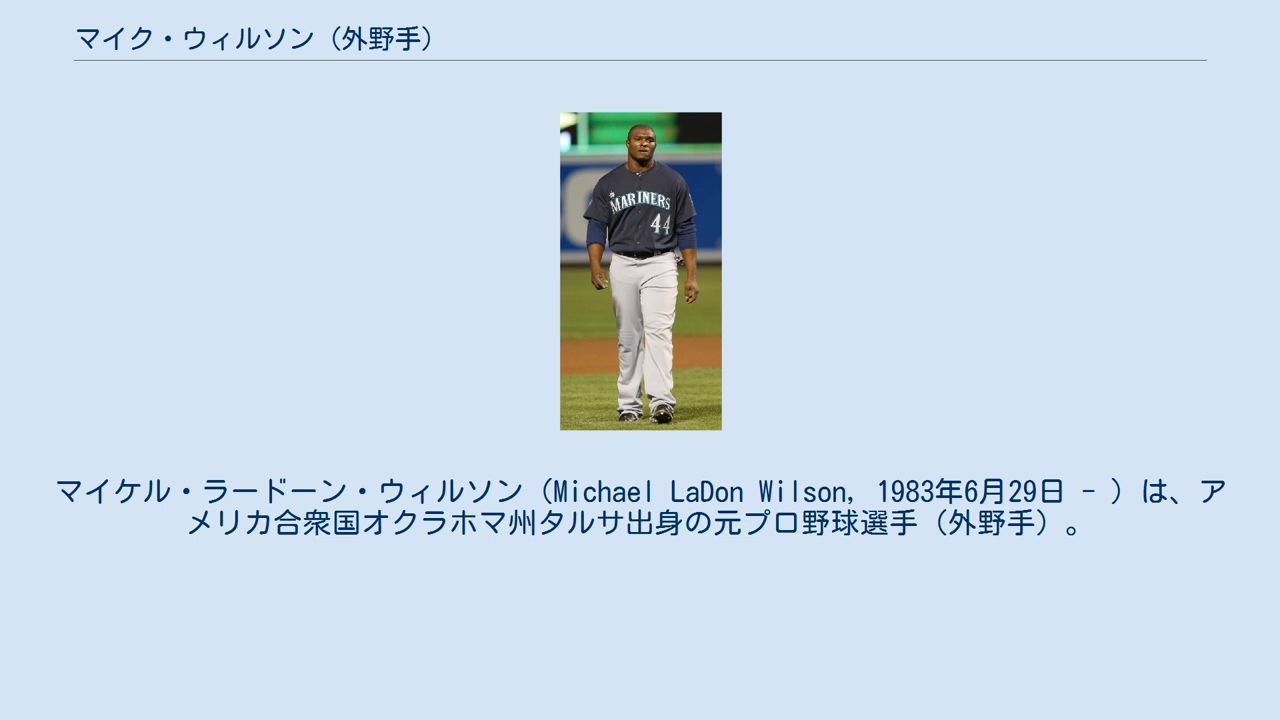 マイク・ウィルソン（外野手）
MARINERS
44
マイケル・ラードーン・ウィルソン（Michael LaDon Wilson, 1983年6月29日 - ）は、ア
メリカ合衆国オクラホマ州タルサ出身の元プロ野球選手（外野手）。